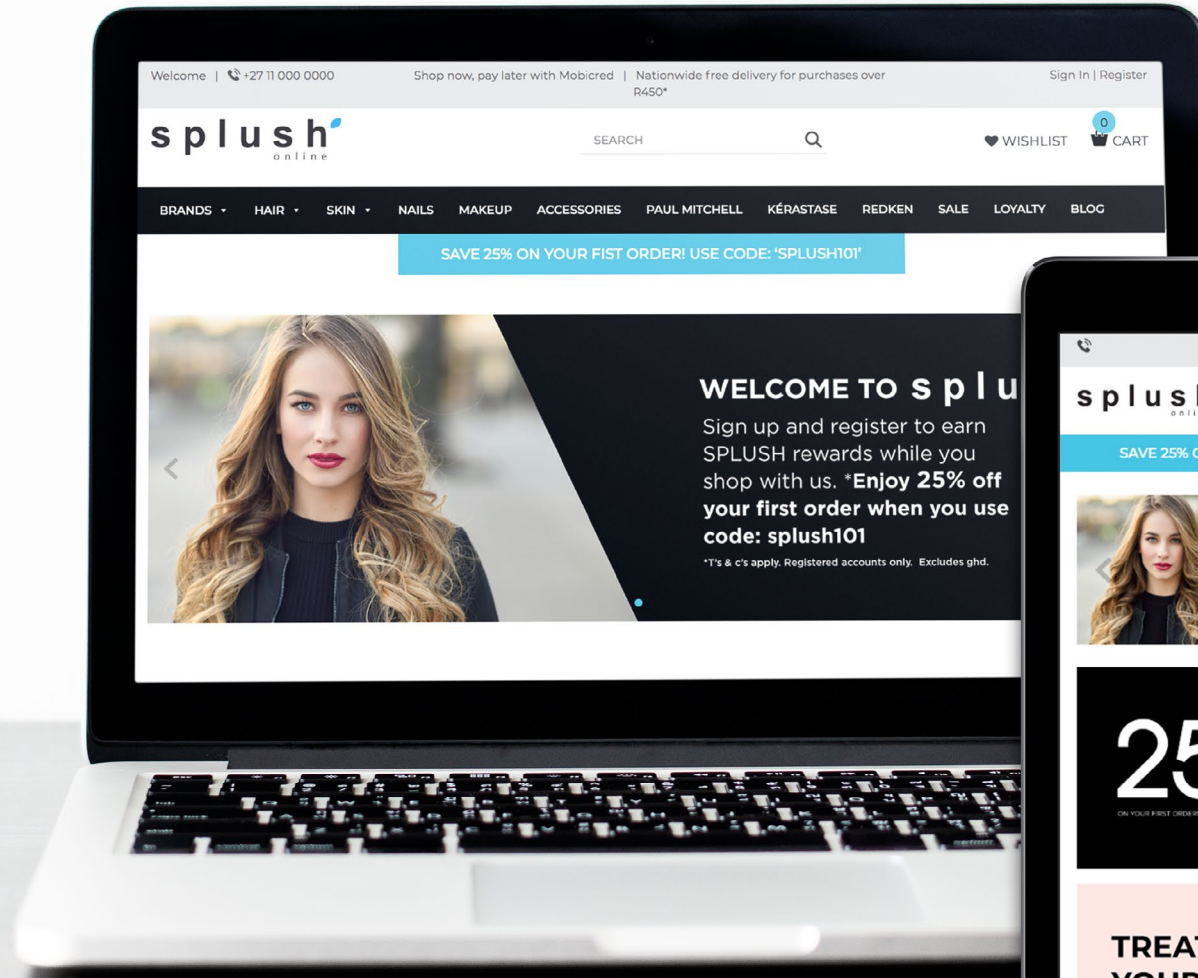 Welcome | +27 11 000 0000
Shop now, pay later with Mobicred | Nationwide free delivery for purchases over
R450*
Sign In | Register
splush
online
SEARCH
WISHLIST
0
CART
BRANDS HAIR SKIN NAILS MAKEUP ACCESSORIES PAUL MITCHELL KÉRASTASE REDKEN SALE LOYALTY BLOG
SAVE 25% ON YOUR FIST ORDER! USE CODE: 'SPLUSH101'
WELCOME TO splu
Sign up and register to earn
SPLUSH rewards while you
shop with us. *Enjoy 25% off
your first order when you use
code: splush101
*T's & c's apply. Registered accounts only. Excludes ghd.
splush
SAVE 25%
25
ON YOUR FIRST ORDER
TREAT